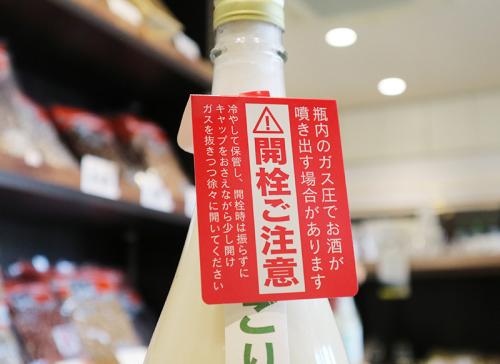 瓶内のガス圧でお酒が
噴き出す場合があります
開栓ご注意
冷やして保管し、開栓時は振らずに
キャップをおさえながら少し開け
ガスを抜きつつ徐々に開いてください
ごり